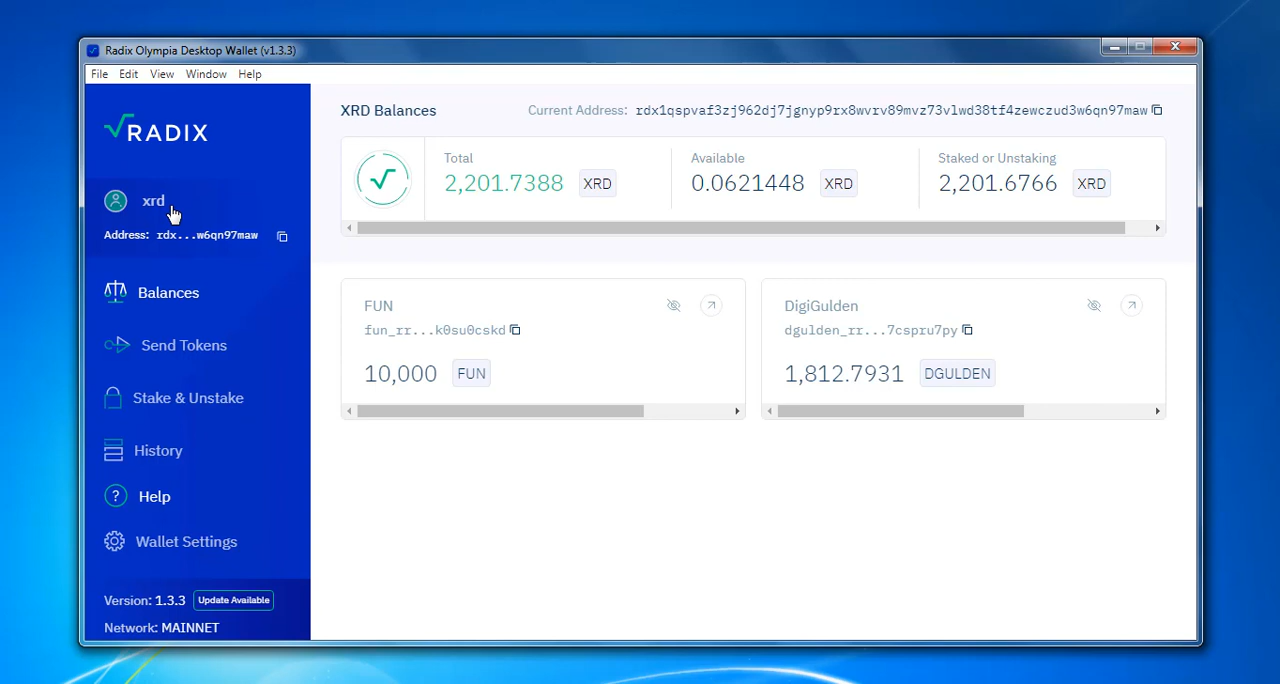 Radix Olympia Desktop Wallet (v1.3.3)
File Edit View Window Help
RADIX
xrd
Address: rdx...w6qn97maw
Balances
Send Tokens
Stake & Unstake
History
? Help
Wallet Settings
Version: 1.3.3 Update Available
Network: MAINNET
XRD Balances
Current Address: rdx1qspvaf3zj962dj7jgnyp9rx8wvrv89mvz73vlwd38tf4zewczud3w6qn97maw
Total
2,201.7388 XRD
Available
0.0621448 XRD
Staked or Unstaking
2,201.6766 XRD
FUN
fun_rr...k0su0cskd
10,000 FUN
DigiGulden
dgulden_rr...7cspru7py
1,812.7931 DGULDEN